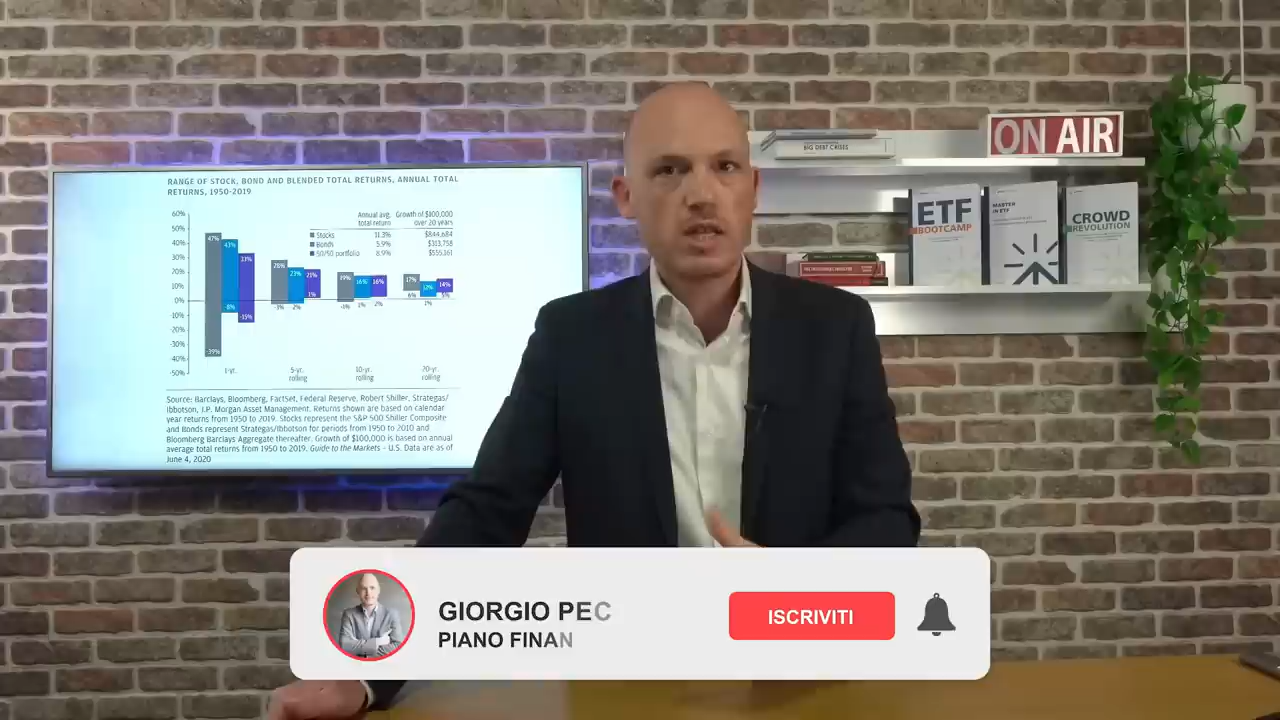 RANGE OF STOCK, BOND AND BLENDED TOTAL RETURNS, ANNUAL TOTAL
RETURNS, 1950-2019
Annual avg. Growth of $100,000
total return over 20 years
Stocks 11.3% $844,684
Bonds 5.9% $313,758
50/50 portfolio 8.9%
60%
50%
40%
30%
20%
10%
0%
-10%
-20%
-30%
-40%
-50%
47% 43% 33%
-39% -8% -15%
28% 23% 21%
-3% -2% 1%
19% 16% 16%
-1% 1% 2%
17% 12% 14%
6% 1% 5%
1-yr. 5-yr. 10-yr. 20-yr.
rolling rolling rolling
Source: Barclays, Bloomberg, FactSet, Federal Reserve, Robert Shiller, Strategas/
Ibbotson, J.P. Morgan Asset Management. Returns shown are based on calendar
year returns from 1950 to 2019. Stocks represent the S&P 500 Shiller Composite
and Bonds represent Strategas/Ibbotson for periods from 1950 to 2010 and
Bloomberg Barclays Aggregate thereafter. Growth of $100,000 is based on annual
average total returns from 1950 to 2019. Guide to the Markets – U.S. Data are as of
June 4, 2020
BIG DEBT CRISES
ON AIR
ETF
BOOTCAMP
MASTER
IN ETF
CROWD
REVOLUTION
GIORGIO PEC
PIANO FINAN
ISCRIVITI